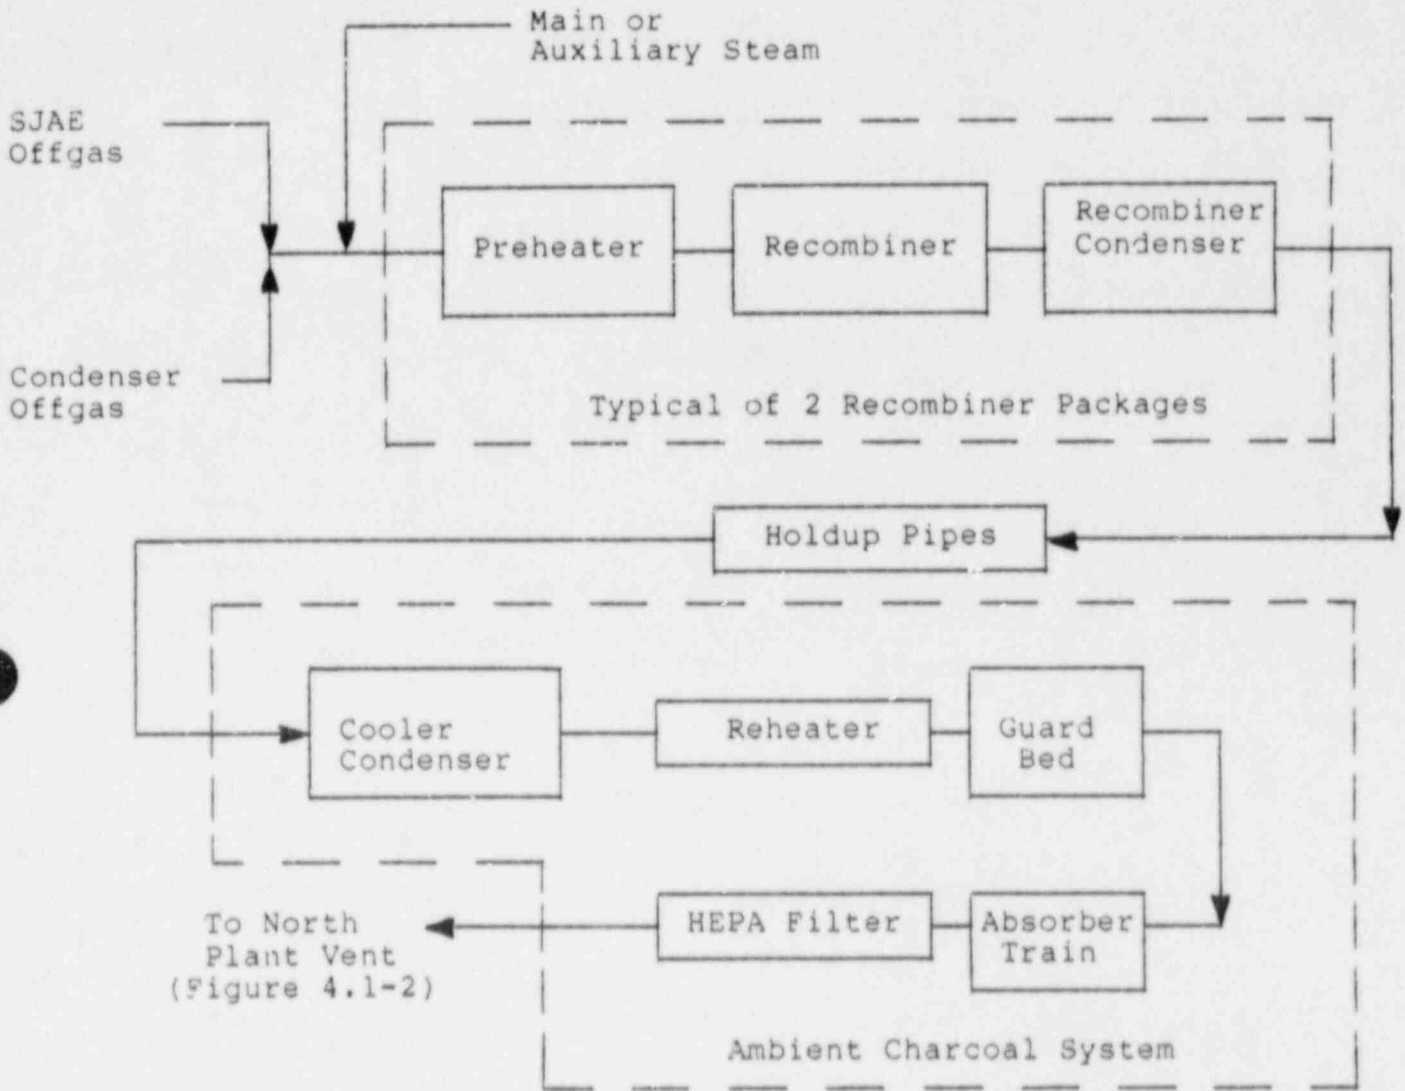 Main or
Auxiliary Steam
SJAE
Offgas
Preheater
Recombiner
Recombiner
Condenser
Condenser
Offgas
Typical of 2 Recombiner Packages
Holdup Pipes
Cooler
Condenser
Reheater
Guard
Bed
To North
Plant Vent
(Figure 4.1-2)
HEPA Filter
Absorber
Train
Ambient Charcoal System